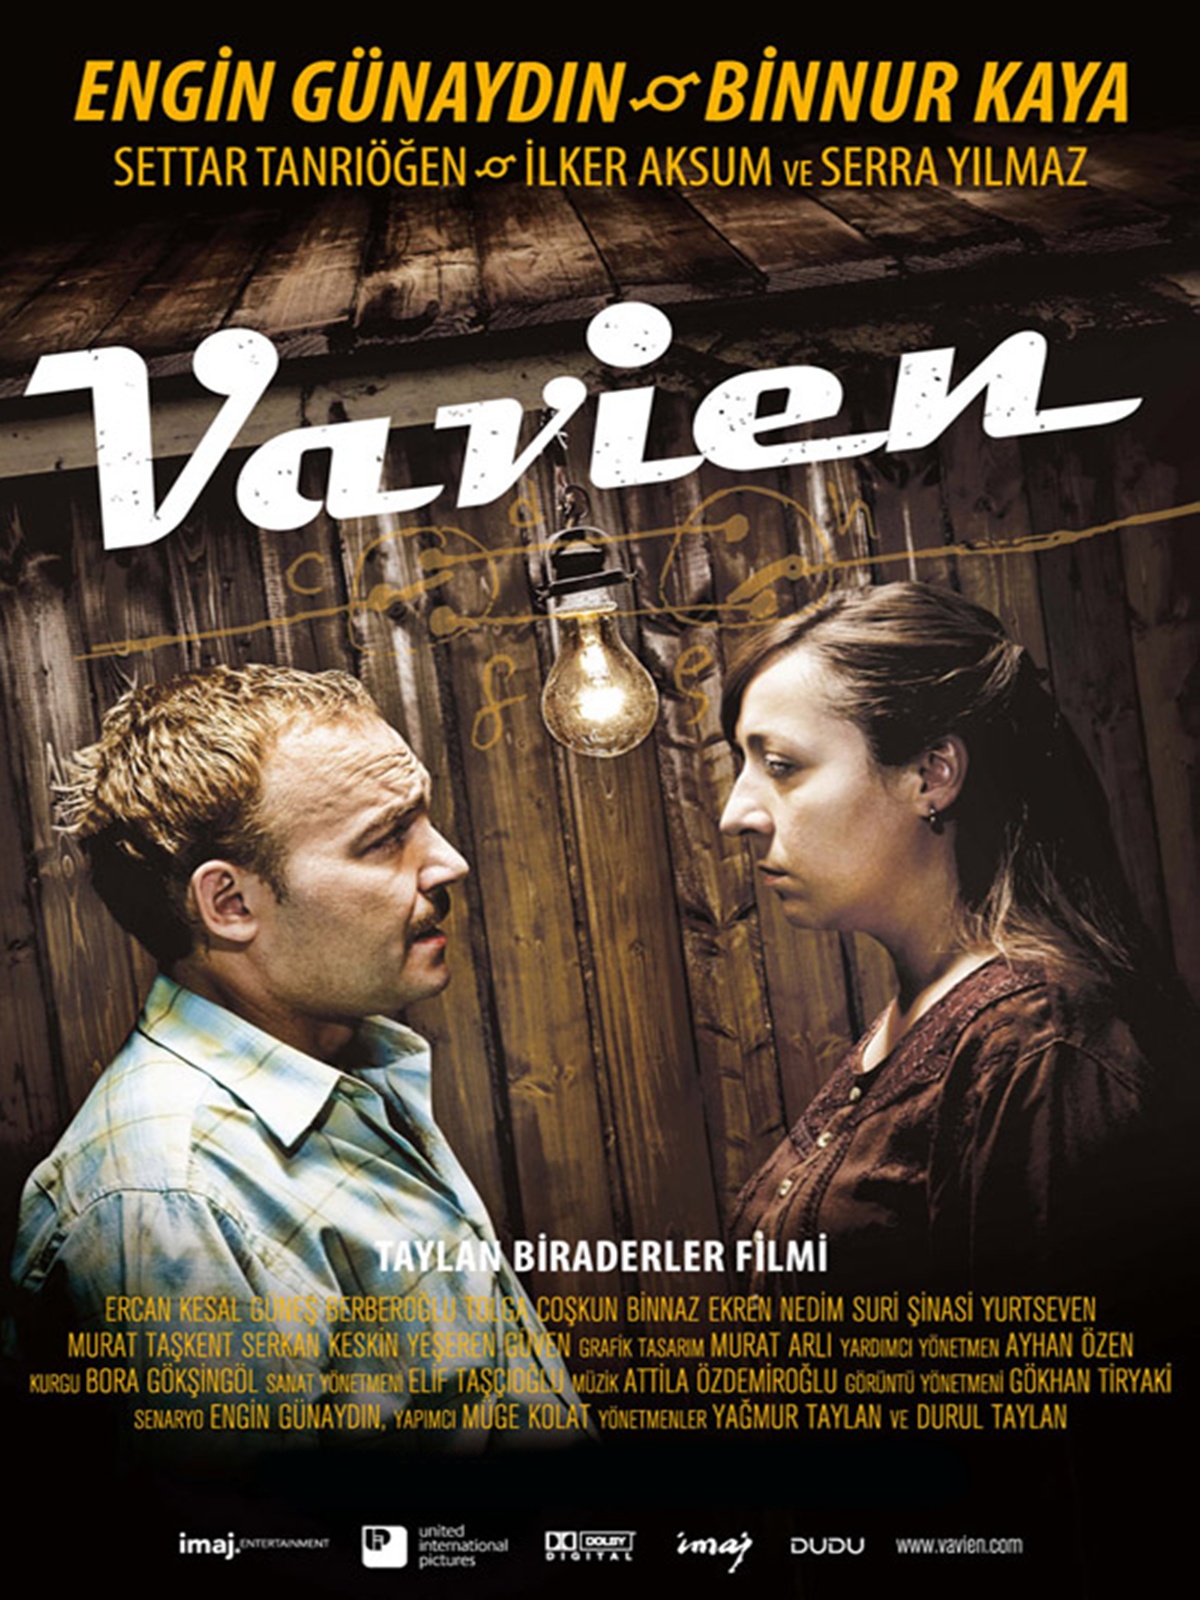 ENGİN GÜNAYDIN BİNNUR KAYA
SETTAR TANRIÖĞEN İLKER AKSUM VE SERRA YILMAZ
Vavien
d h
c
f g
TAYLAN BİRADERLER FİLMİ
ERCAN KESAL GÜNEŞ BERBEROĞLU TOLGA COŞKUN BİNNAZ EKREN NEDİM SURİ ŞİNASİ YURTSEVEN
MURAT TAŞKENT SERKAN KESKİN YEŞEREN GÜVEN GRAFİK TASARIM MURAT ARLI YARDIMCI YÖNETMEN AYHAN ÖZEN
KURGU BORA GÖKŞİNGÖL SANAT YÖNETMENİ ELİF TAŞÇIOĞLU MÜZİK ATTİLA ÖZDEMİROĞLU GÖRÜNTÜ YÖNETMENİ GÖKHAN TİRYAKİ
SENARYO ENGİN GÜNAYDIN, YAPIMCI MÜGE KOLAT YÖNETMENLER YAĞMUR TAYLAN VE DURUL TAYLAN
imaj.ENTERTAINMENT united international pictures DOLBY DIGITAL imaj DUDU www.vavien.com